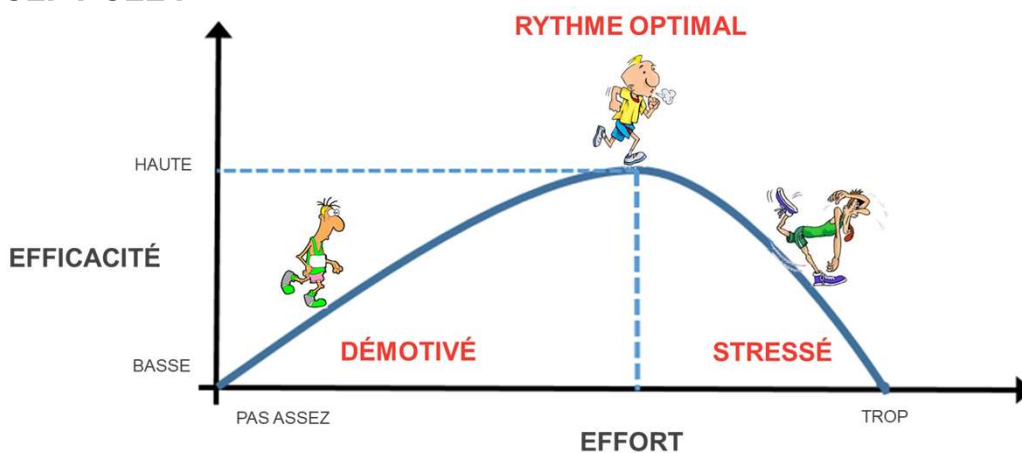 RYTHME OPTIMAL
HAUTE
EFFICACITÉ
DÉMOTIVÉ
STRESSÉ
BASSE
PAS ASSEZ
TROP
EFFORT